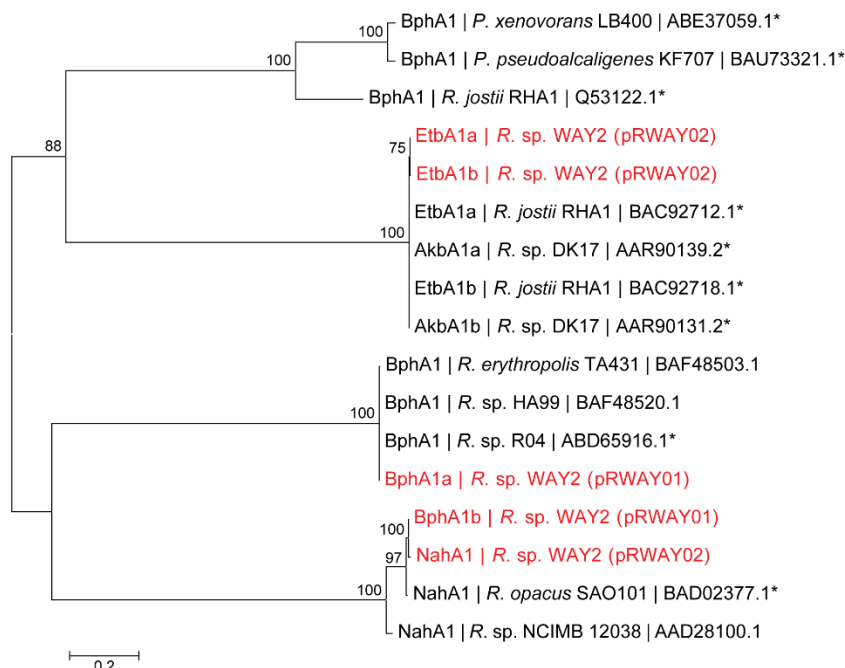 BphA1 | P. xenovorans LB400 | ABE37059.1*
100
BphA1 | P. pseudoalcaligenes KF707 | BAU73321.1*
100
BphA1 | R. jostii RHA1 | Q53122.1*
EtbA1a | R. sp. WAY2 (pRWAY02)
75
88
EtbA1b | R. sp. WAY2 (pRWAY02)
EtbA1a | R. jostii RHA1 | BAC92712.1*
100
AkbA1a | R. sp. DK17 | AAR90139.2*
EtbA1b | R. jostii RHA1 | BAC92718.1*
AkbA1b | R. sp. DK17 | AAR90131.2*
BphA1 | R. erythropolis TA431 | BAF48503.1
BphA1 | R. sp. HA99 | BAF48520.1
100
BphA1 | R. sp. R04 | ABD65916.1*
BphA1a | R. sp. WAY2 (pRWAY01)
BphA1b | R. sp. WAY2 (pRWAY01)
100
NahA1 | R. sp. WAY2 (pRWAY02)
97
100
NahA1 | R. opacus SAO101 | BAD02377.1*
NahA1 | R. sp. NCIMB 12038 | AAD28100.1
0.2